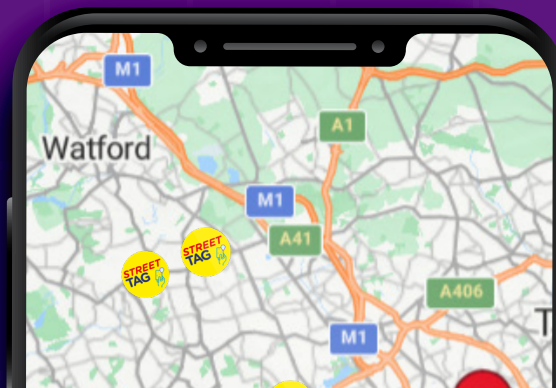 M1
A1
Watford
M1
A41
STREET
TAG
STREET
TAG
A406
M1
T